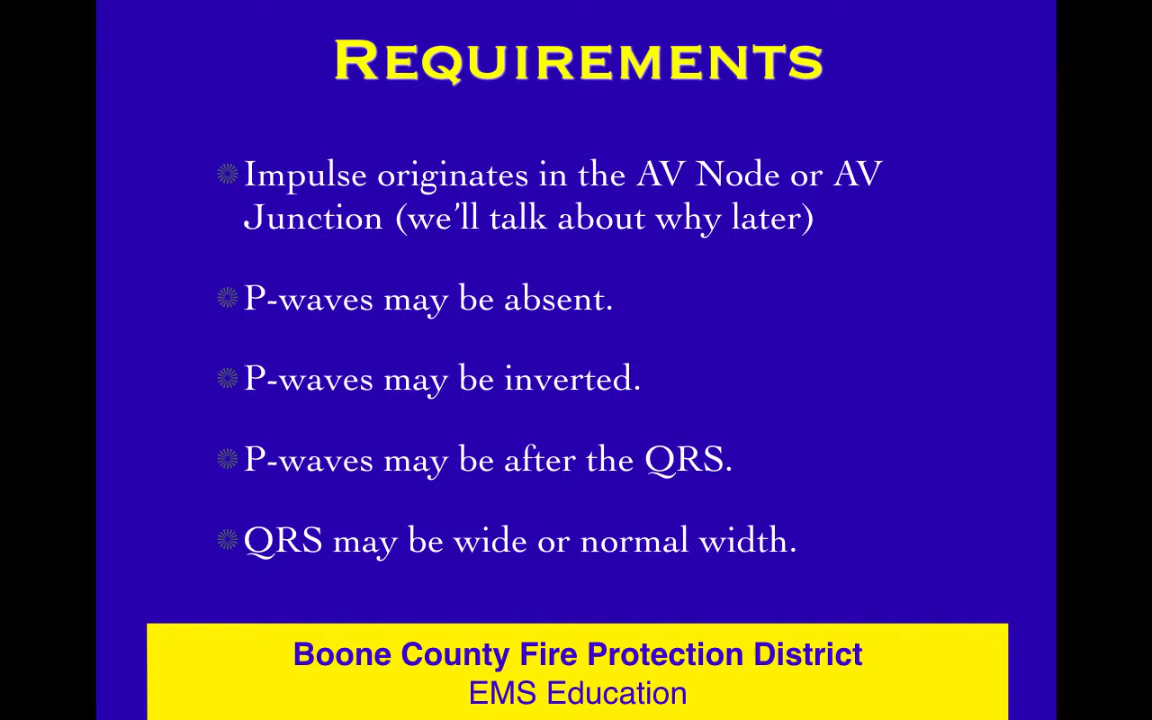 REQUIREMENTS
Impulse originates in the AV Node or AV
Junction (we'll talk about why later)
P-waves may be absent.
P-waves may be inverted.
P-waves may be after the QRS.
QRS may be wide or normal width.
Boone County Fire Protection District
EMS Education